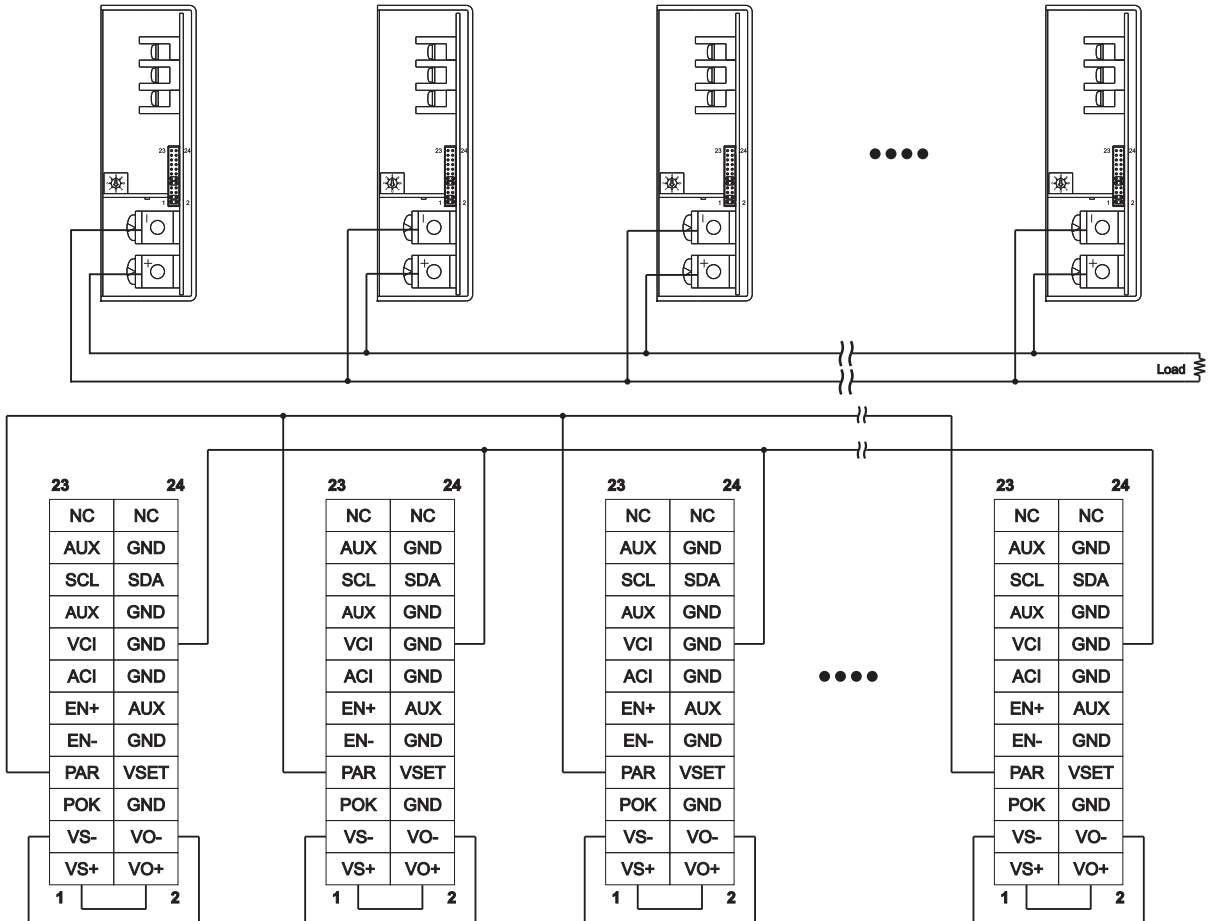 23 24 23 24 23 24 23 24
1 2 1 2 1 2 1 2
- - - -
+ + + +
Load
23 24 23 24 23 24 23 24
NC NC NC NC NC NC NC NC
AUX GND AUX GND AUX GND AUX GND
SCL SDA SCL SDA SCL SDA SCL SDA
AUX GND AUX GND AUX GND AUX GND
VCI GND VCI GND VCI GND VCI GND
ACI GND ACI GND ACI GND ACI GND
EN+ AUX EN+ AUX EN+ AUX EN+ AUX
EN- GND EN- GND EN- GND EN- GND
PAR VSET PAR VSET PAR VSET PAR VSET
POK GND POK GND POK GND POK GND
VS- VO- VS- VO- VS- VO- VS- VO-
VS+ VO+ VS+ VO+ VS+ VO+ VS+ VO+
1 2 1 2 1 2 1 2